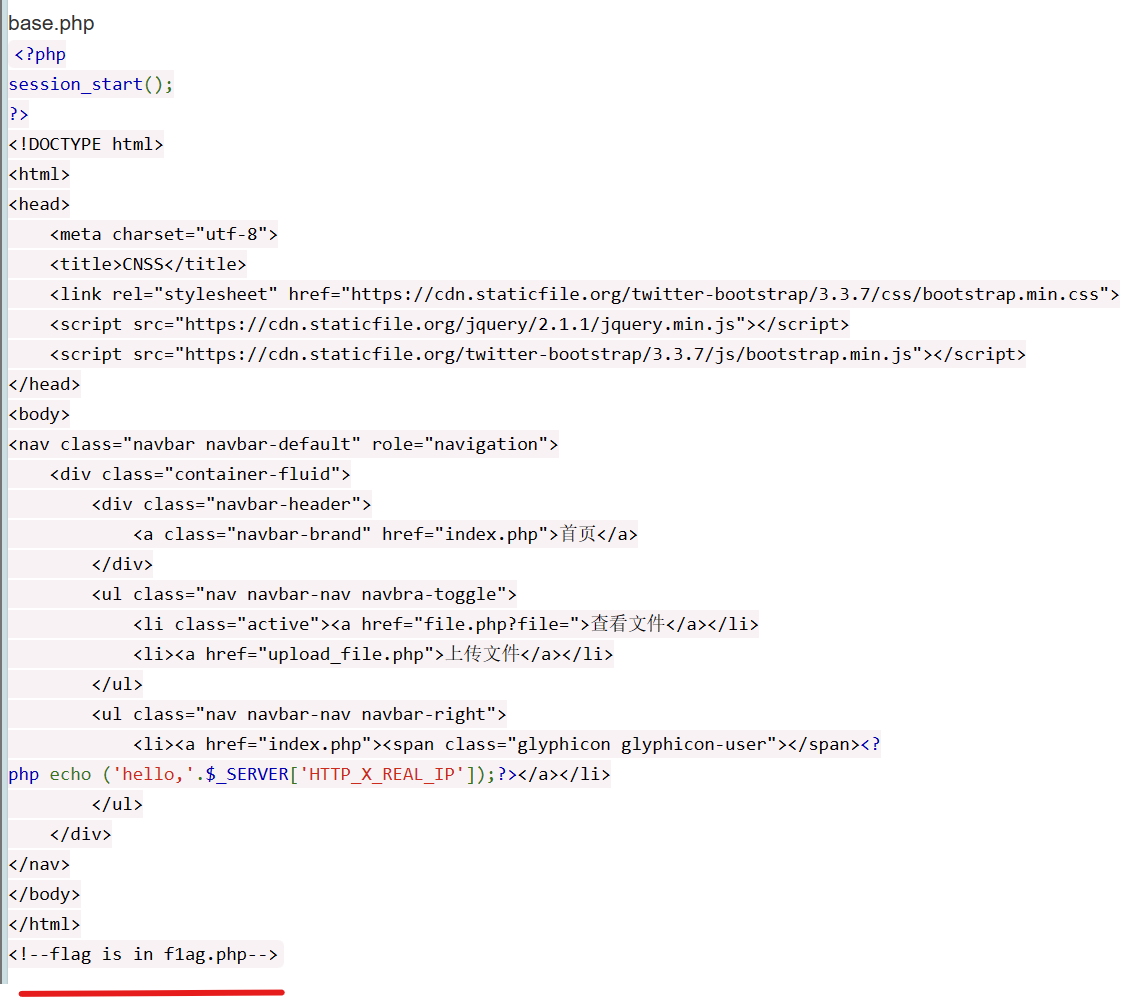 base.php
<?php
session_start();
?>
<!DOCTYPE html>
<html>
<head>
    <meta charset="utf-8">
    <title>CNSS</title>
    <link rel="stylesheet" href="https://cdn.staticfile.org/twitter-bootstrap/3.3.7/css/bootstrap.min.css">
    <script src="https://cdn.staticfile.org/jquery/2.1.1/jquery.min.js"></script>
    <script src="https://cdn.staticfile.org/twitter-bootstrap/3.3.7/js/bootstrap.min.js"></script>
</head>
<body>
<nav class="navbar navbar-default" role="navigation">
    <div class="container-fluid">
        <div class="navbar-header">
            <a class="navbar-brand" href="index.php">首页</a>
        </div>
        <ul class="nav navbar-nav navbra-toggle">
            <li class="active"><a href="file.php?file=">查看文件</a></li>
            <li><a href="upload_file.php">上传文件</a></li>
        </ul>
        <ul class="nav navbar-nav navbar-right">
            <li><a href="index.php"><span class="glyphicon glyphicon-user"></span><?
php echo ('hello,'.$_SERVER['HTTP_X_REAL_IP']);?></a></li>
        </ul>
    </div>
</nav>
</body>
</html>
<!--flag is in f1ag.php-->